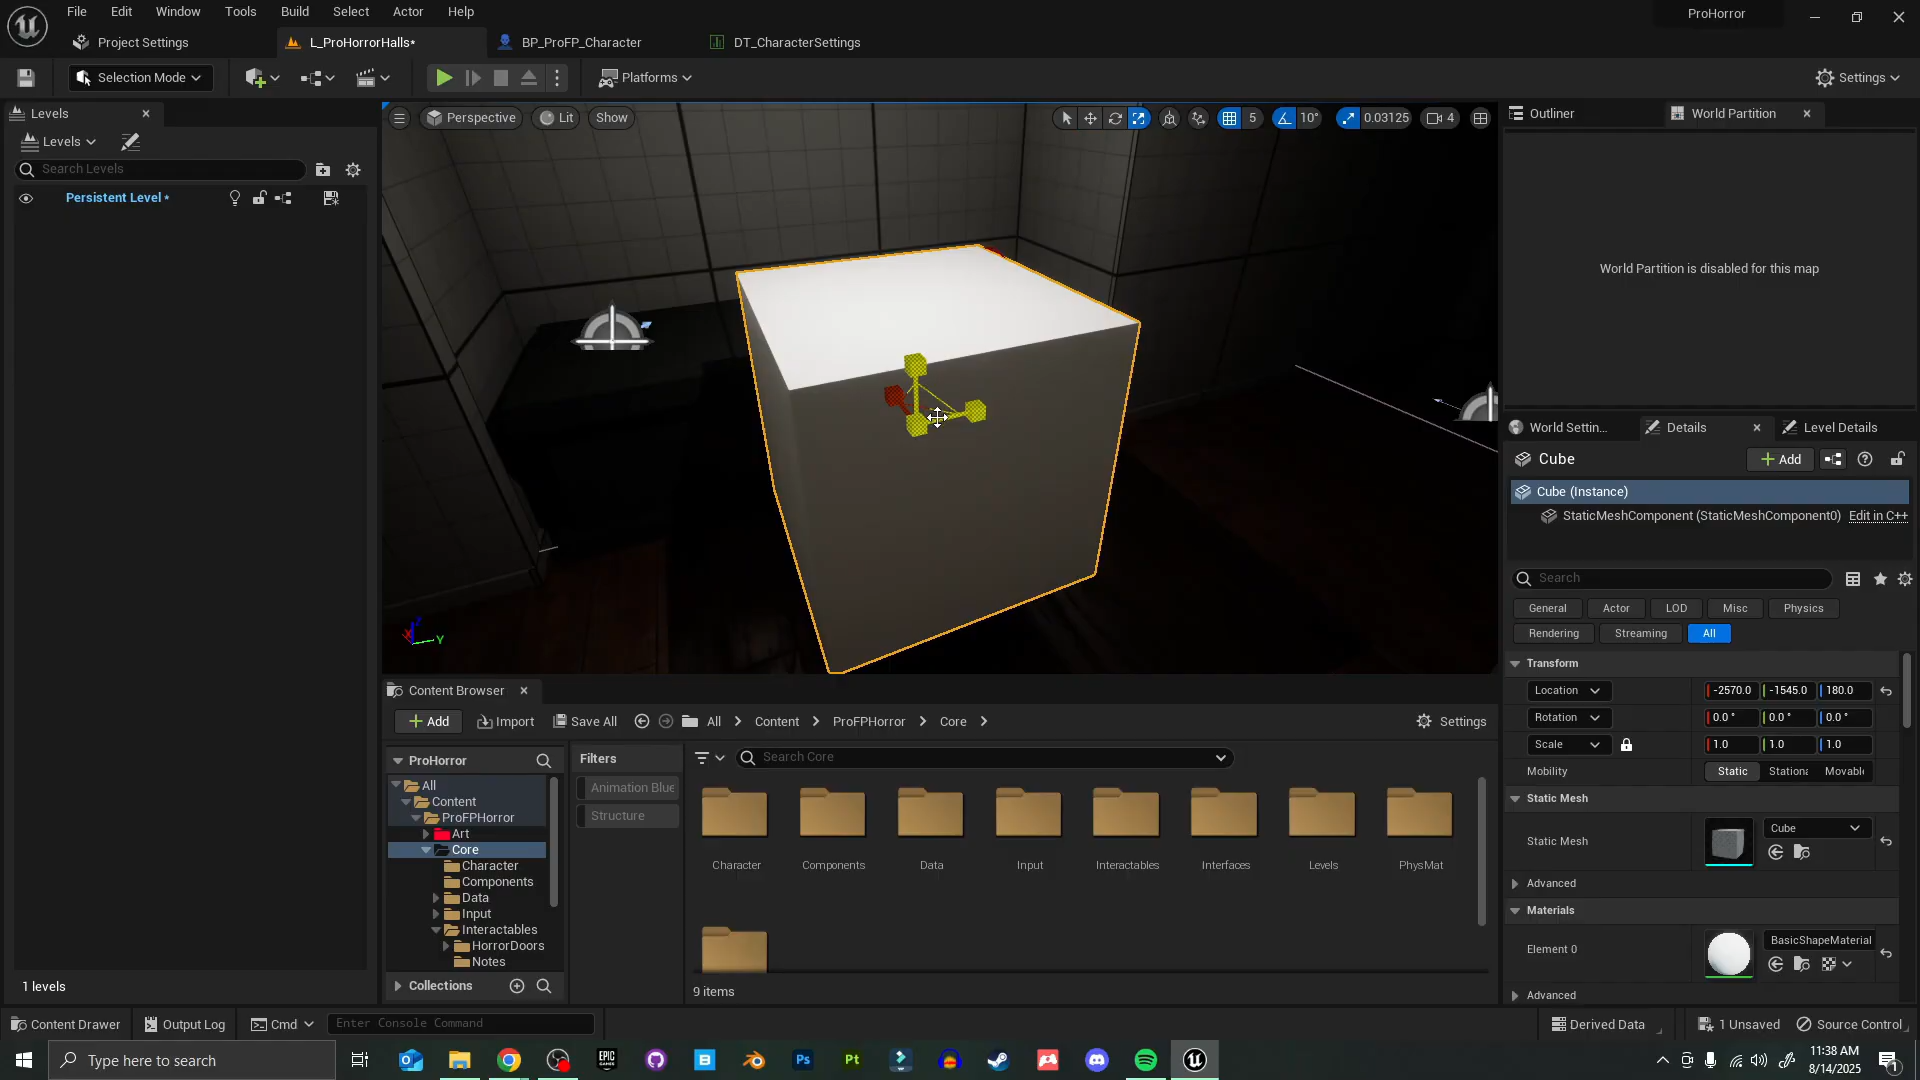 File Edit Window Tools Build Select Actor Help
ProHorror
Project Settings
L_ProHorrorHalls*
BP_ProFP_Character
DT_CharacterSettings
Selection Mode
Platforms
Settings
Levels
Levels
Search Levels
Persistent Level *
1 levels
Perspective
Lit
Show
5
10°
0.03125
4
Z
X
Y
Outliner
World Partition
World Partition is disabled for this map
World Settin...
Details
Level Details
Cube
Add
Cube (Instance)
StaticMeshComponent (StaticMeshComponent0)
Edit in C++
Search
General
Actor
LOD
Misc
Physics
Rendering
Streaming
All
Transform
Location
-2570.0
-1545.0
180.0
Rotation
0.0 °
0.0 °
0.0 °
Scale
1.0
1.0
1.0
Mobility
Static
Stationa
Movabl
Static Mesh
Static Mesh
Cube
Advanced
Materials
Element 0
BasicShapeMaterial
Advanced
Content Browser
Add
Import
Save All
All
Content
ProFPHorror
Core
Settings
ProHorror
All
Content
ProFPHorror
Art
Core
Character
Components
Data
Input
Interactables
HorrorDoors
Notes
Collections
Filters
Animation Blue
Structure
Search Core
Character
Components
Data
Input
Interactables
Interfaces
Levels
PhysMat
9 items
Content Drawer
Output Log
Cmd
Enter Console Command
Derived Data
1 Unsaved
Source Control
Type here to search
EPIC
GAMES
B
Ps
Pt
11:38 AM
8/14/2025
1